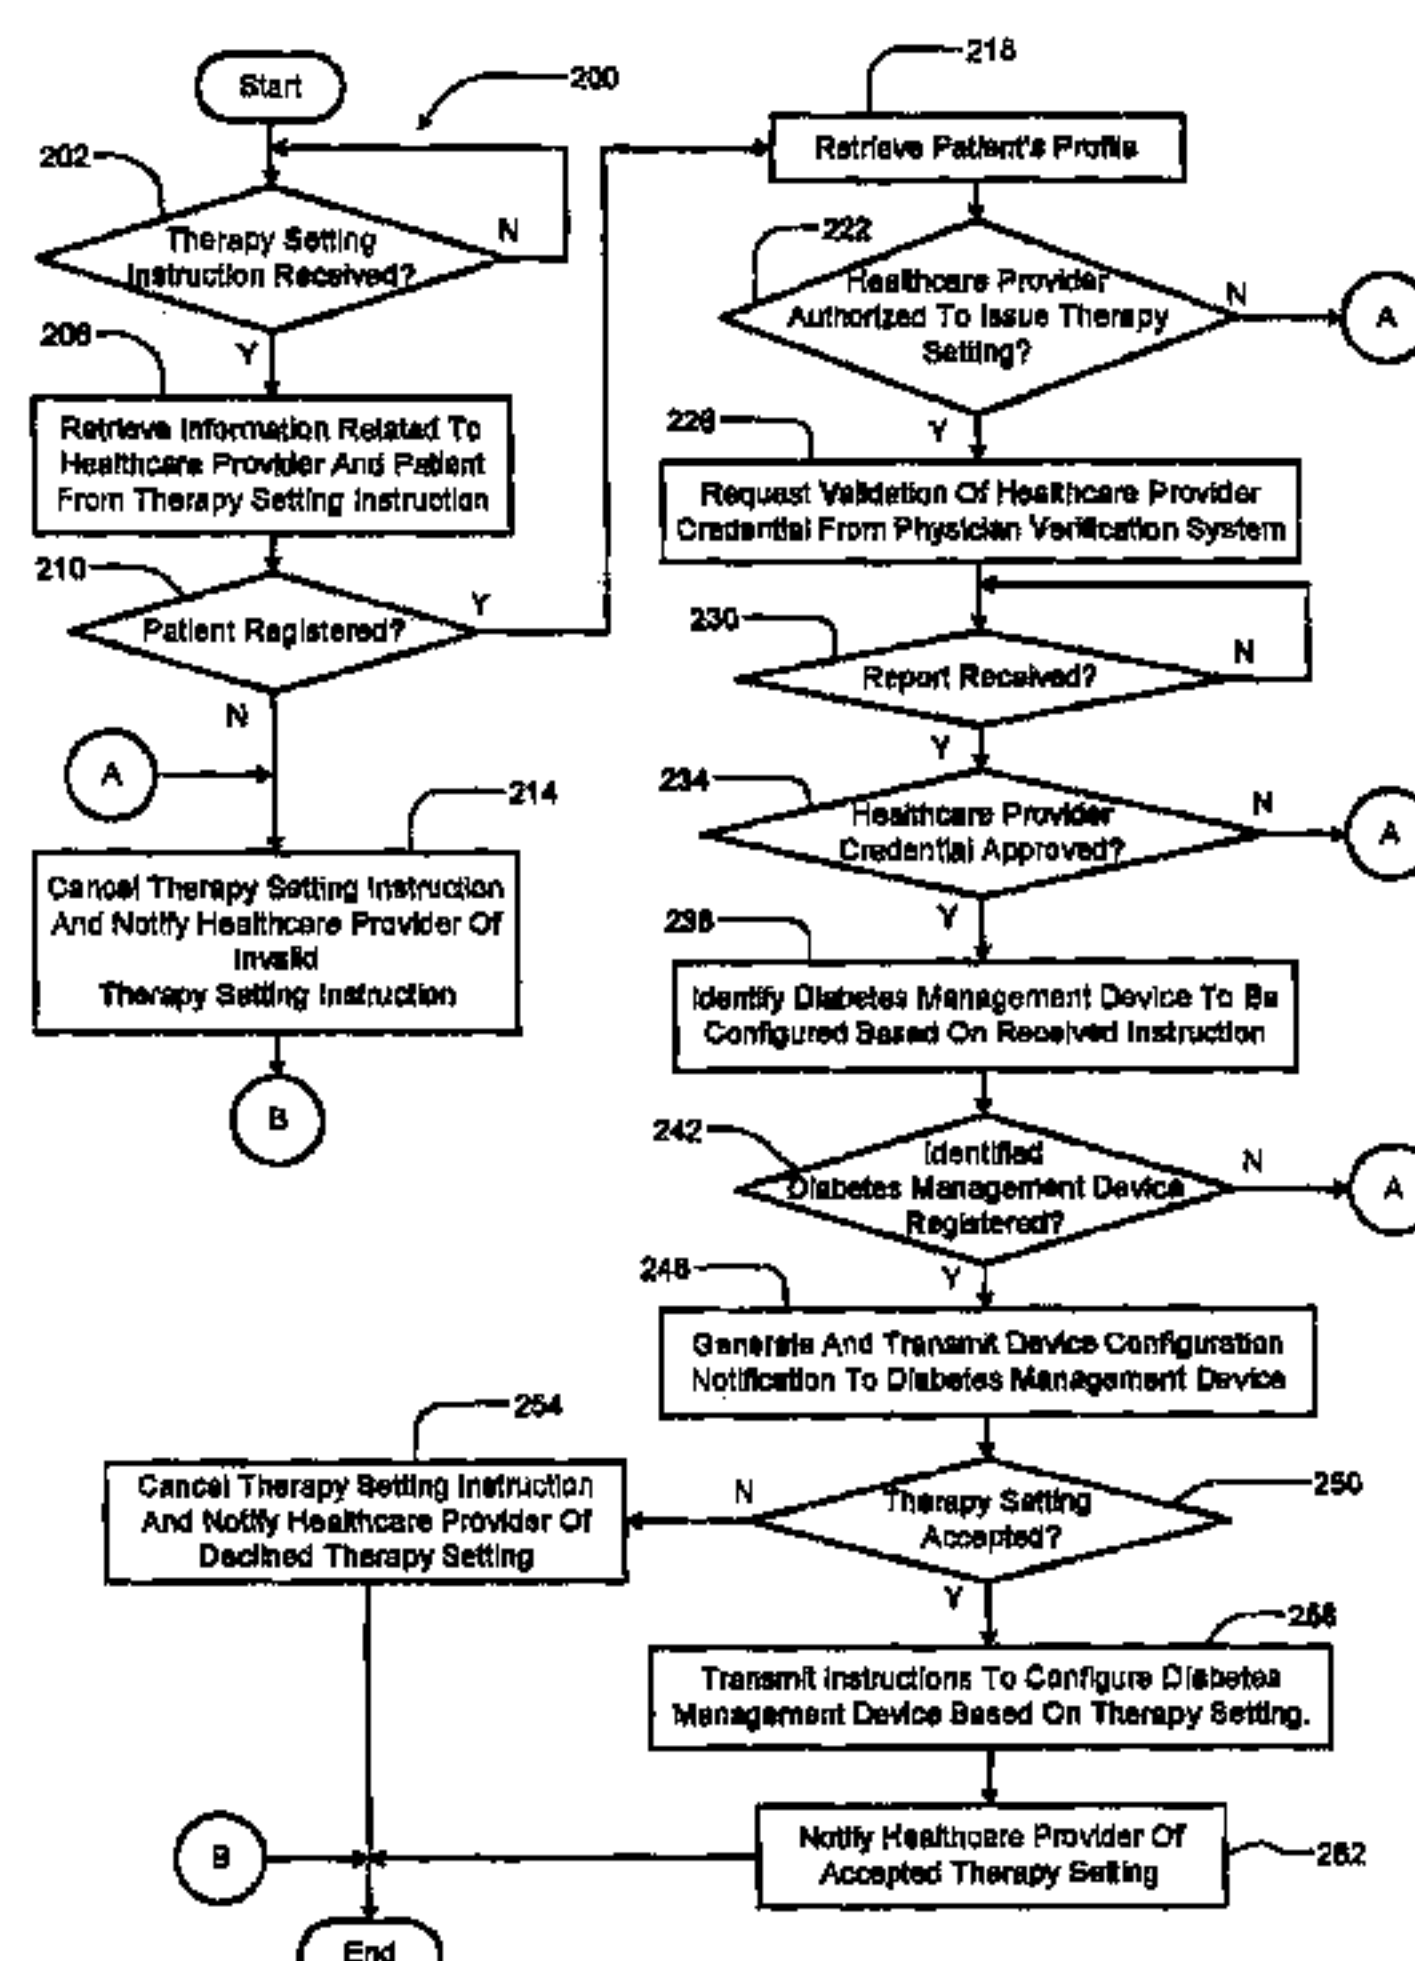 Start
200
202
Therapy Setting
Instruction Received?
N
Y
206
Retrieve Information Related To
Healthcare Provider And Patient
From Therapy Setting Instruction
210
Patient Registered?
Y
N
A
214
Cancel Therapy Setting Instruction
And Notify Healthcare Provider Of
Invalid
Therapy Setting Instruction
B
218
Retrieve Patient's Profile
222
Healthcare Provider
Authorized To Issue Therapy
Setting?
N
A
Y
226
Request Validation Of Healthcare Provider
Credential From Physician Verification System
230
Report Received?
N
Y
234
Healthcare Provider
Credential Approved?
N
A
Y
238
Identify Diabetes Management Device To Be
Configured Based On Received Instruction
242
Identified
Diabetes Management Device
Registered?
N
A
Y
246
Generate And Transmit Device Configuration
Notification To Diabetes Management Device
250
Therapy Setting
Accepted?
N
Y
254
Cancel Therapy Setting Instruction
And Notify Healthcare Provider Of
Declined Therapy Setting
258
Transmit Instructions To Configure Diabetes
Management Device Based On Therapy Setting.
262
Notify Healthcare Provider Of
Accepted Therapy Setting
B
End